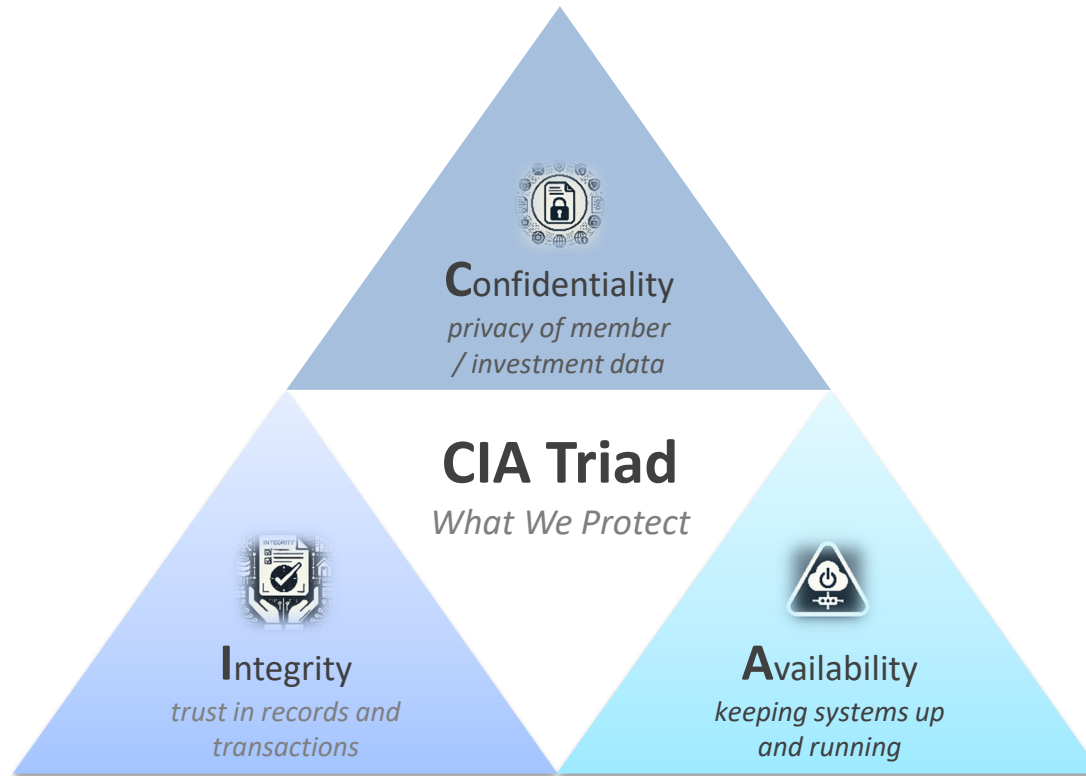 Confidentiality
privacy of member
/ investment data
CIA Triad
What We Protect
INTEGRITY
Integrity
trust in records and
transactions
Availability
keeping systems up
and running